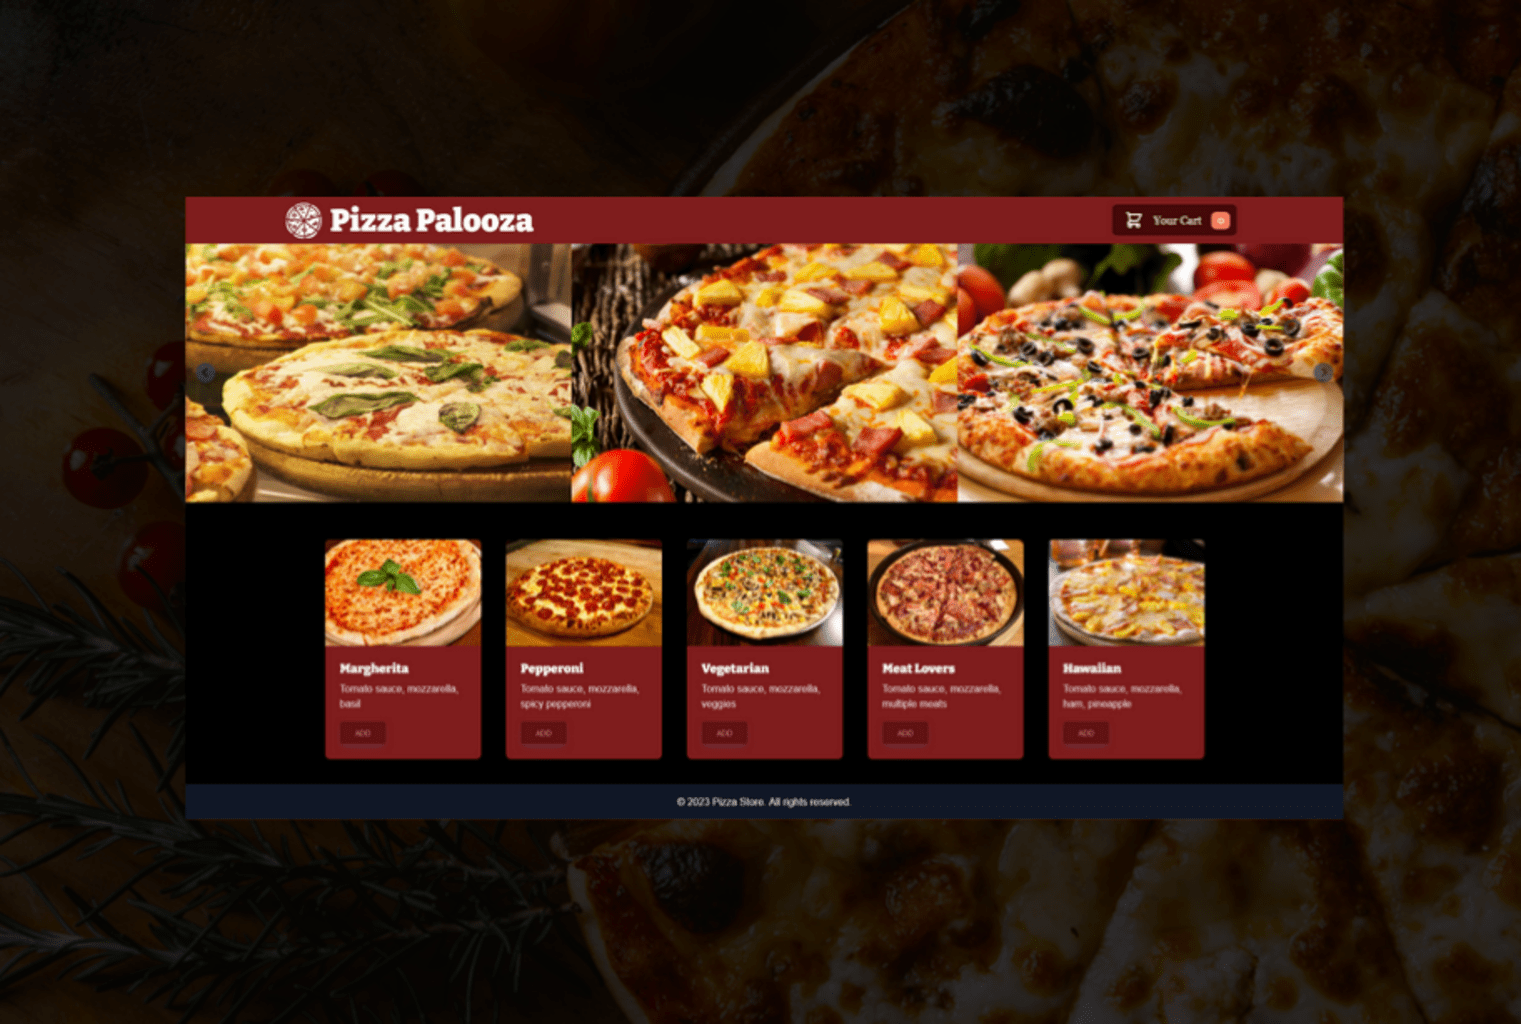 Pizza Palooza
Your Cart 0
Margherita
Tomato sauce, mozzarella,
basil
ADD
Pepperoni
Tomato sauce, mozzarella,
spicy pepperoni
ADD
Vegetarian
Tomato sauce, mozzarella,
veggies
ADD
Meat Lovers
Tomato sauce, mozzarella,
multiple meats
ADD
Hawaiian
Tomato sauce, mozzarella,
ham, pineapple
ADD
© 2023 Pizza Store. All rights reserved.